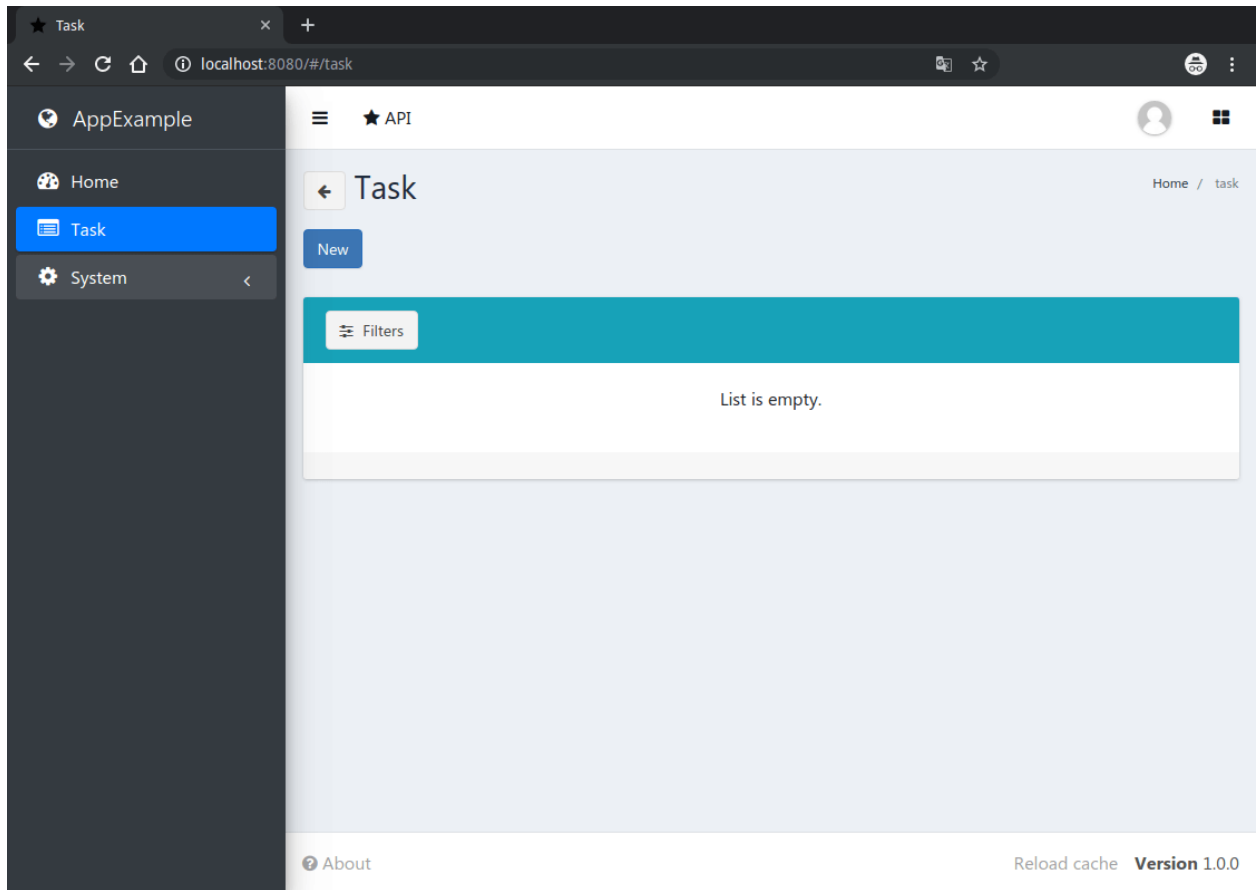 Task
localhost:8080/#/task
AppExample
API
Home
Task
Home / task
Task
New
System
Filters
List is empty.
About
Reload cache Version 1.0.0